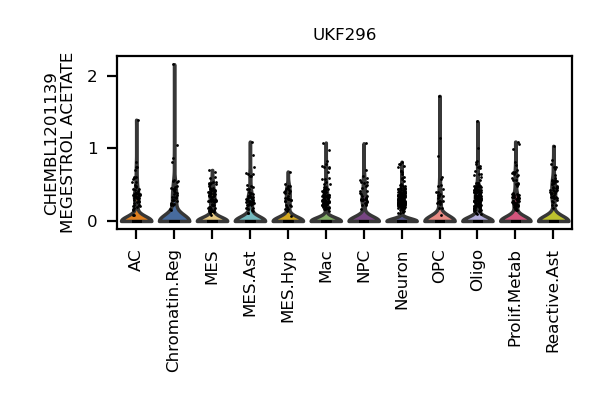 UKF296
CHEMBL1201139
MEGESTROL ACETATE
2
1
0
AC
Chromatin.Reg
MES
MES.Ast
MES.Hyp
Mac
NPC
Neuron
OPC
Oligo
Prolif.Metab
Reactive.Ast